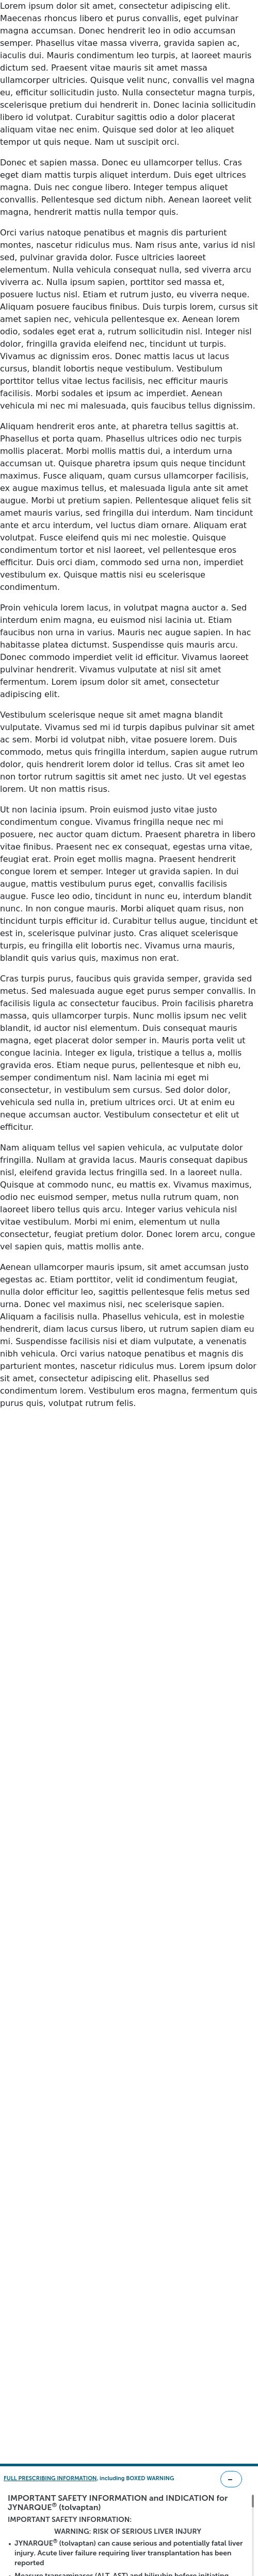 Lorem ipsum dolor sit amet, consectetur adipiscing elit.
Maecenas rhoncus libero et purus convallis, eget pulvinar
magna accumsan. Donec hendrerit leo in odio accumsan
semper. Phasellus vitae massa viverra, gravida sapien ac,
iaculis dui. Mauris condimentum leo turpis, at laoreet mauris
dictum sed. Praesent vitae mauris sit amet massa
ullamcorper ultricies. Quisque velit nunc, convallis vel magna
eu, efficitur sollicitudin justo. Nulla consectetur magna turpis,
scelerisque pretium dui hendrerit in. Donec lacinia sollicitudin
libero id volutpat. Curabitur sagittis odio a dolor placerat
aliquam vitae nec enim. Quisque sed dolor at leo aliquet
tempor ut quis neque. Nam ut suscipit orci.
Donec et sapien massa. Donec eu ullamcorper tellus. Cras
eget diam mattis turpis aliquet interdum. Duis eget ultrices
magna. Duis nec congue libero. Integer tempus aliquet
convallis. Pellentesque sed dictum nibh. Aenean laoreet velit
magna, hendrerit mattis nulla tempor quis.
Orci varius natoque penatibus et magnis dis parturient
montes, nascetur ridiculus mus. Nam risus ante, varius id nisl
sed, pulvinar gravida dolor. Fusce ultricies laoreet
elementum. Nulla vehicula consequat nulla, sed viverra arcu
viverra ac. Nulla ipsum sapien, porttitor sed massa et,
posuere luctus nisl. Etiam et rutrum justo, eu viverra neque.
Aliquam posuere faucibus finibus. Duis turpis lorem, cursus sit
amet sapien nec, vehicula pellentesque ex. Aenean lorem
odio, sodales eget erat a, rutrum sollicitudin nisl. Integer nisl
dolor, fringilla gravida eleifend nec, tincidunt ut turpis.
Vivamus ac dignissim eros. Donec mattis lacus ut lacus
cursus, blandit lobortis neque vestibulum. Vestibulum
porttitor tellus vitae lectus facilisis, nec efficitur mauris
facilisis. Morbi sodales et ipsum ac imperdiet. Aenean
vehicula mi nec mi malesuada, quis faucibus tellus dignissim.
Aliquam hendrerit eros ante, at pharetra tellus sagittis at.
Phasellus et porta quam. Phasellus ultrices odio nec turpis
mollis placerat. Morbi mollis mattis dui, a interdum urna
accumsan ut. Quisque pharetra ipsum quis neque tincidunt
maximus. Fusce aliquam, quam cursus ullamcorper facilisis,
ex augue maximus tellus, et malesuada ligula ante sit amet
augue. Morbi ut pretium sapien. Pellentesque aliquet felis sit
amet mauris varius, sed fringilla dui interdum. Nam tincidunt
ante et arcu interdum, vel luctus diam ornare. Aliquam erat
volutpat. Fusce eleifend quis mi nec molestie. Quisque
condimentum tortor et nisl laoreet, vel pellentesque eros
efficitur. Duis orci diam, commodo sed urna non, imperdiet
vestibulum ex. Quisque mattis nisi eu scelerisque
condimentum.
Proin vehicula lorem lacus, in volutpat magna auctor a. Sed
interdum enim magna, eu euismod nisi lacinia ut. Etiam
faucibus non urna in varius. Mauris nec augue sapien. In hac
habitasse platea dictumst. Suspendisse quis mauris arcu.
Donec commodo imperdiet velit id efficitur. Vivamus laoreet
pulvinar hendrerit. Vivamus vulputate at nisl sit amet
fermentum. Lorem ipsum dolor sit amet, consectetur
adipiscing elit.
Vestibulum scelerisque neque sit amet magna blandit
vulputate. Vivamus sed mi id turpis dapibus pulvinar sit amet
ac sem. Morbi id volutpat nibh, vitae posuere lorem. Duis
commodo, metus quis fringilla interdum, sapien augue rutrum
dolor, quis hendrerit lorem dolor id tellus. Cras sit amet leo
non tortor rutrum sagittis sit amet nec justo. Ut vel egestas
lorem. Ut non mattis risus.
Ut non lacinia ipsum. Proin euismod justo vitae justo
condimentum congue. Vivamus fringilla neque nec mi
posuere, nec auctor quam dictum. Praesent pharetra in libero
vitae finibus. Praesent nec ex consequat, egestas urna vitae,
feugiat erat. Proin eget mollis magna. Praesent hendrerit
congue lorem et semper. Integer ut gravida sapien. In dui
augue, mattis vestibulum purus eget, convallis facilisis
augue. Fusce leo odio, tincidunt in nunc eu, interdum blandit
nunc. In non congue mauris. Morbi aliquet quam risus, non
tincidunt turpis efficitur id. Curabitur tellus augue, tincidunt et
est in, scelerisque pulvinar justo. Cras aliquet scelerisque
turpis, eu fringilla elit lobortis nec. Vivamus urna mauris,
blandit quis varius quis, maximus non erat.
Cras turpis purus, faucibus quis gravida semper, gravida sed
metus. Sed malesuada augue eget purus semper convallis. In
facilisis ligula ac consectetur faucibus. Proin facilisis pharetra
massa, quis ullamcorper turpis. Nunc mollis ipsum nec velit
blandit, id auctor nisl elementum. Duis consequat mauris
magna, eget placerat dolor semper in. Mauris porta velit ut
congue lacinia. Integer ex ligula, tristique a tellus a, mollis
gravida eros. Etiam neque purus, pellentesque et nibh eu,
semper condimentum nisl. Nam lacinia mi eget mi
consectetur, in vestibulum sem cursus. Sed dolor dolor,
vehicula sed nulla in, pretium ultrices orci. Ut at enim eu
neque accumsan auctor. Vestibulum consectetur et elit ut
efficitur.
Nam aliquam tellus vel sapien vehicula, ac vulputate dolor
fringilla. Nullam at gravida lacus. Mauris consequat dapibus
nisl, eleifend gravida lectus fringilla sed. In a laoreet nulla.
Quisque at commodo nunc, eu mattis ex. Vivamus maximus,
odio nec euismod semper, metus nulla rutrum quam, non
laoreet libero tellus quis arcu. Integer varius vehicula nisl
vitae vestibulum. Morbi mi enim, elementum ut nulla
consectetur, feugiat pretium dolor. Donec lorem arcu, congue
vel sapien quis, mattis mollis ante.
Aenean ullamcorper mauris ipsum, sit amet accumsan justo
egestas ac. Etiam porttitor, velit id condimentum feugiat,
nulla dolor efficitur leo, sagittis pellentesque felis metus sed
urna. Donec vel maximus nisi, nec scelerisque sapien.
Aliquam a facilisis nulla. Phasellus vehicula, est in molestie
hendrerit, diam lacus cursus libero, ut rutrum sapien diam eu
mi. Suspendisse facilisis nisi et diam vulputate, a venenatis
nibh vehicula. Orci varius natoque penatibus et magnis dis
parturient montes, nascetur ridiculus mus. Lorem ipsum dolor
sit amet, consectetur adipiscing elit. Phasellus sed
condimentum lorem. Vestibulum eros magna, fermentum quis
purus quis, volutpat rutrum felis.
FULL PRESCRIBING INFORMATION, including BOXED WARNING
–
IMPORTANT SAFETY INFORMATION and INDICATION for
JYNARQUE® (tolvaptan)
IMPORTANT SAFETY INFORMATION:
WARNING: RISK OF SERIOUS LIVER INJURY
• JYNARQUE® (tolvaptan) can cause serious and potentially fatal liver
injury. Acute liver failure requiring liver transplantation has been
reported
• Measure transaminases (ALT, AST) and bilirubin before initiating